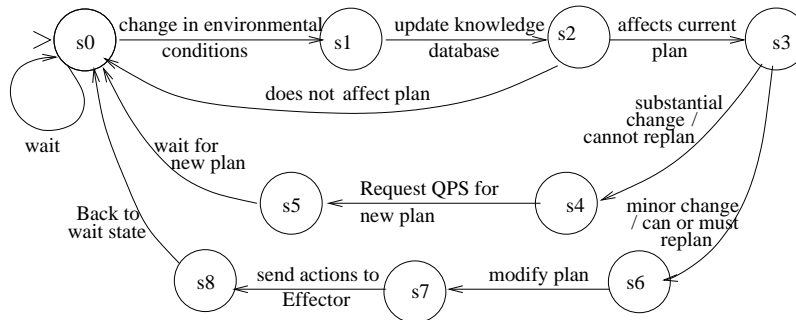 change in environmental
conditions
update knowledge
database
affects current
plan
s0
s1
s2
s3
does not affect plan
substantial
change /
cannot replan
wait
wait for
new plan
s5
Request QPS for
new plan
s4
minor change
/ can or must
replan
Back to
wait state
s8
send actions to
Effector
s7
modify plan
s6